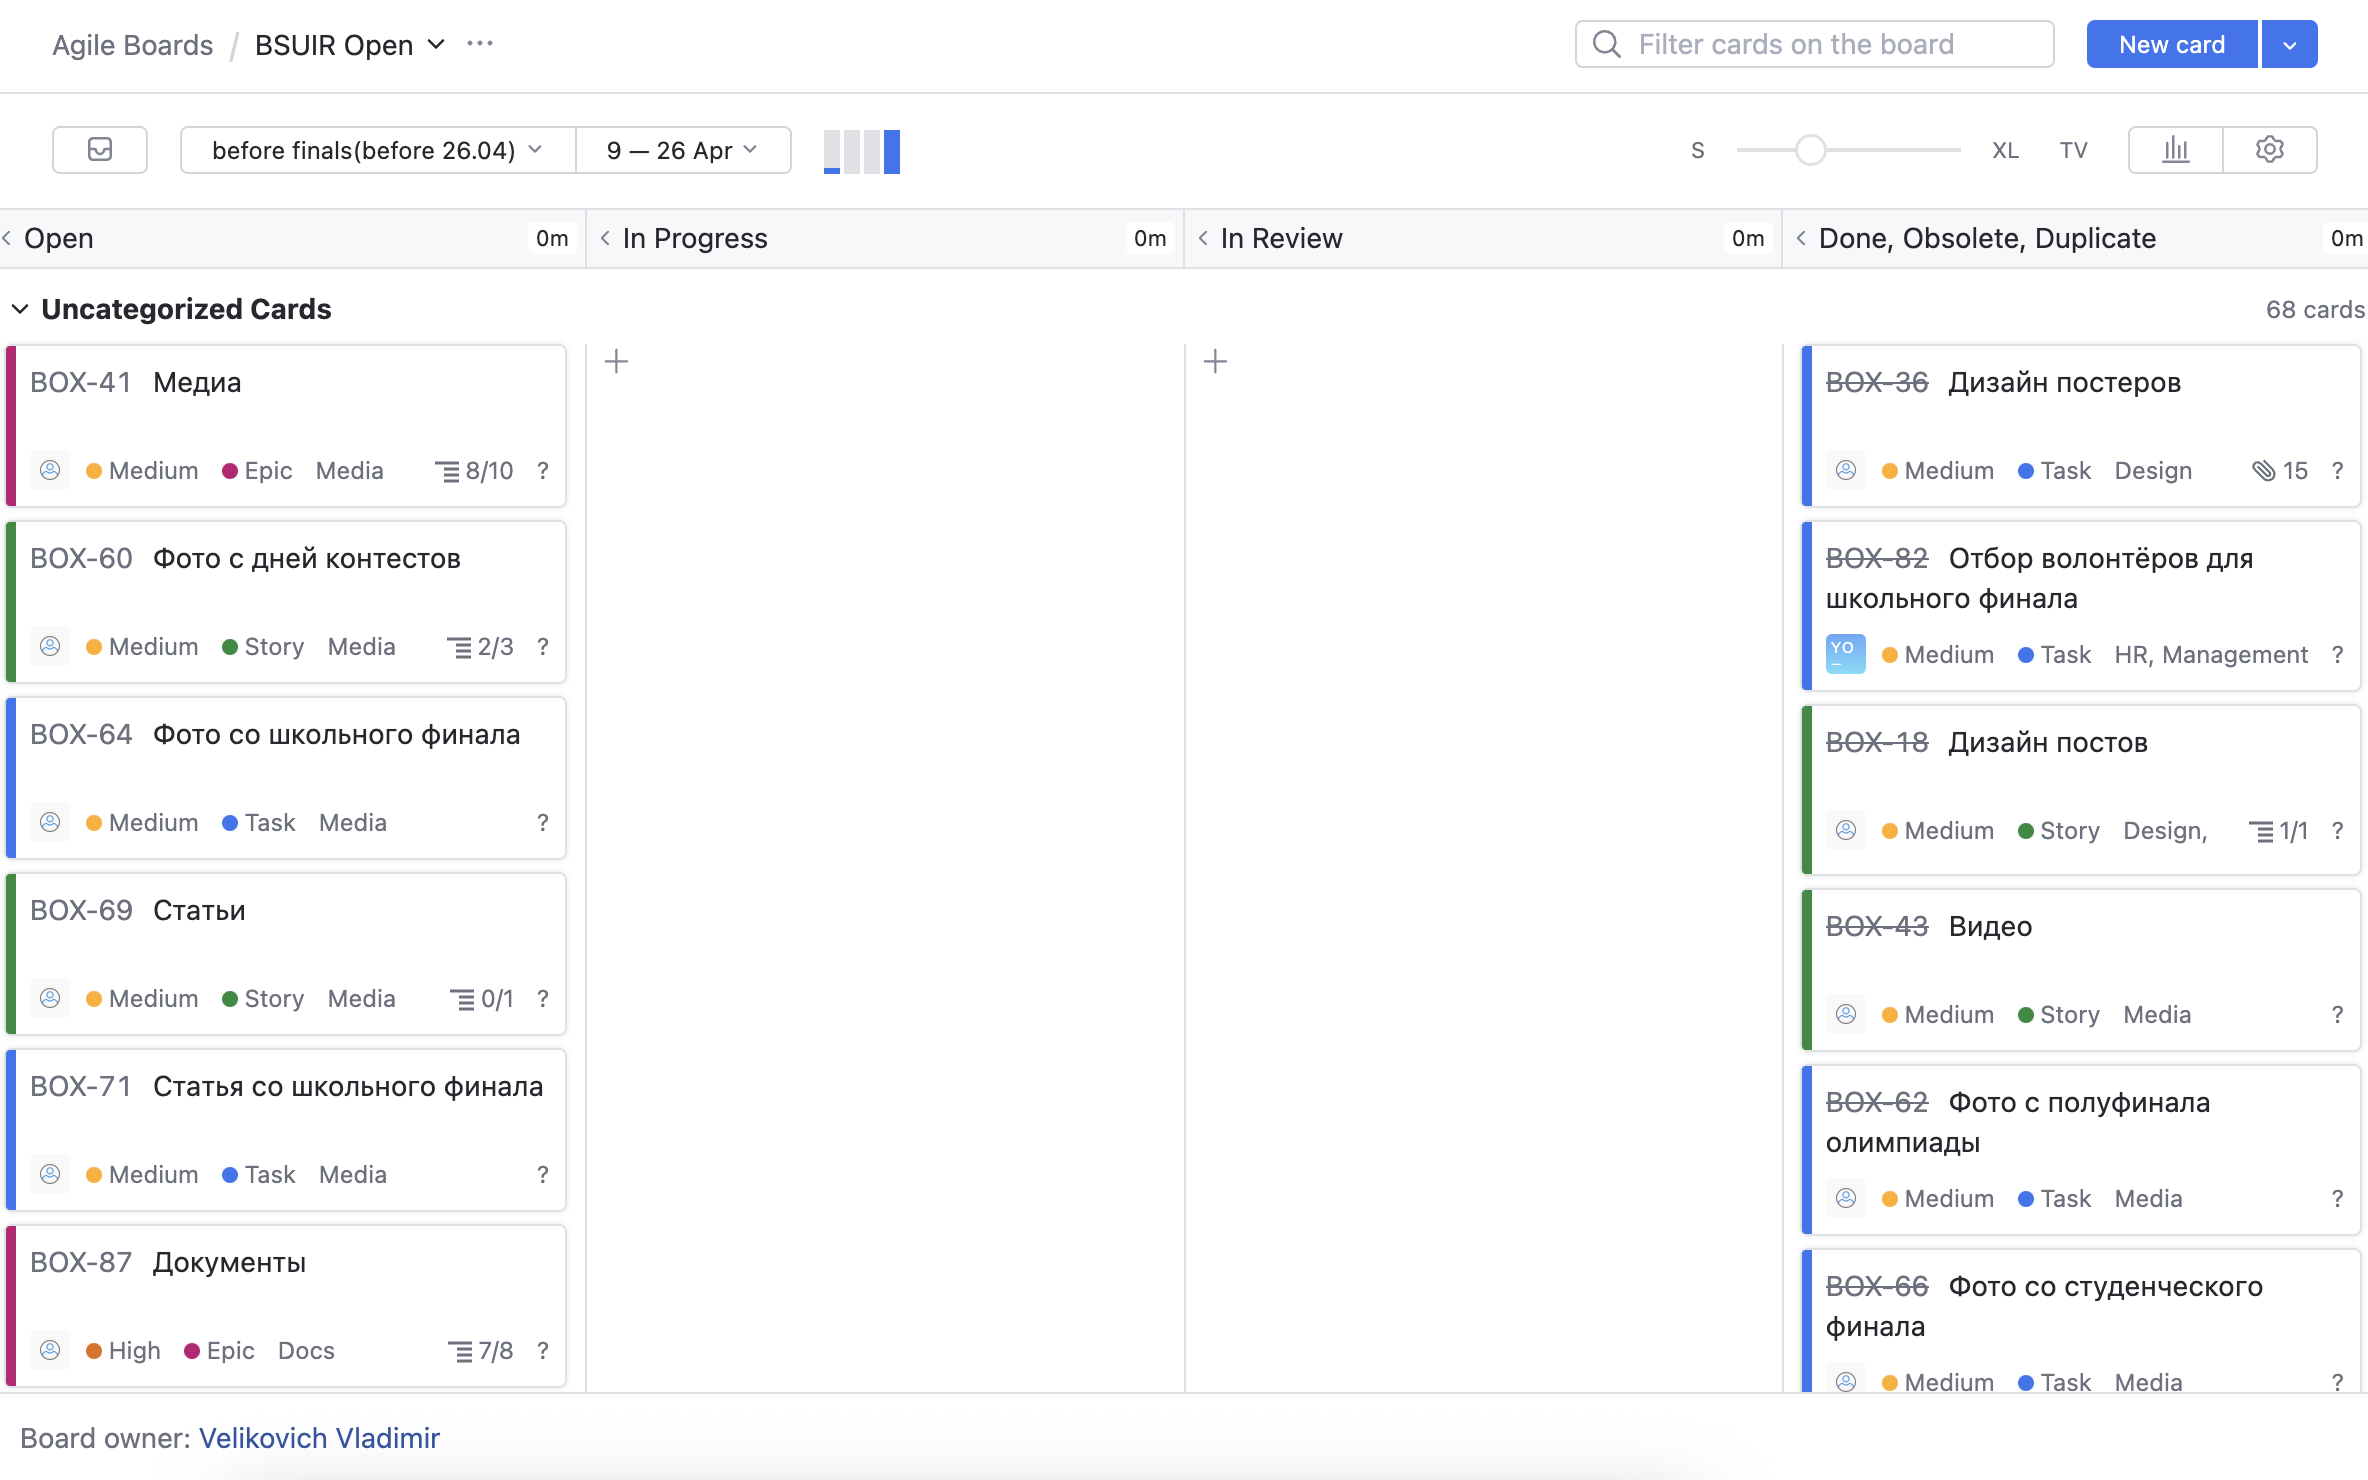 Agile Boards / BSUIR Open ...
Filter cards on the board
New card
before finals(before 26.04)
9 — 26 Apr
S
XL
TV
Open 0m
In Progress 0m
In Review 0m
Done, Obsolete, Duplicate 0m
Uncategorized Cards
68 cards
BOX-41 Медиа
Medium Epic Media 8/10 ?
BOX-60 Фото с дней контестов
Medium Story Media 2/3 ?
BOX-64 Фото со школьного финала
Medium Task Media ?
BOX-69 Статьи
Medium Story Media 0/1 ?
BOX-71 Статья со школьного финала
Medium Task Media ?
BOX-87 Документы
High Epic Docs 7/8 ?
BOX-36 Дизайн постеров
Medium Task Design 15 ?
BOX-82 Отбор волонтёров для
школьного финала
YO
_
Medium Task HR, Management ?
BOX-18 Дизайн постов
Medium Story Design, 1/1 ?
BOX-43 Видео
Medium Story Media ?
BOX-62 Фото с полуфинала
олимпиады
Medium Task Media ?
BOX-66 Фото со студенческого
финала
Medium Task Media ?
Board owner: Velikovich Vladimir